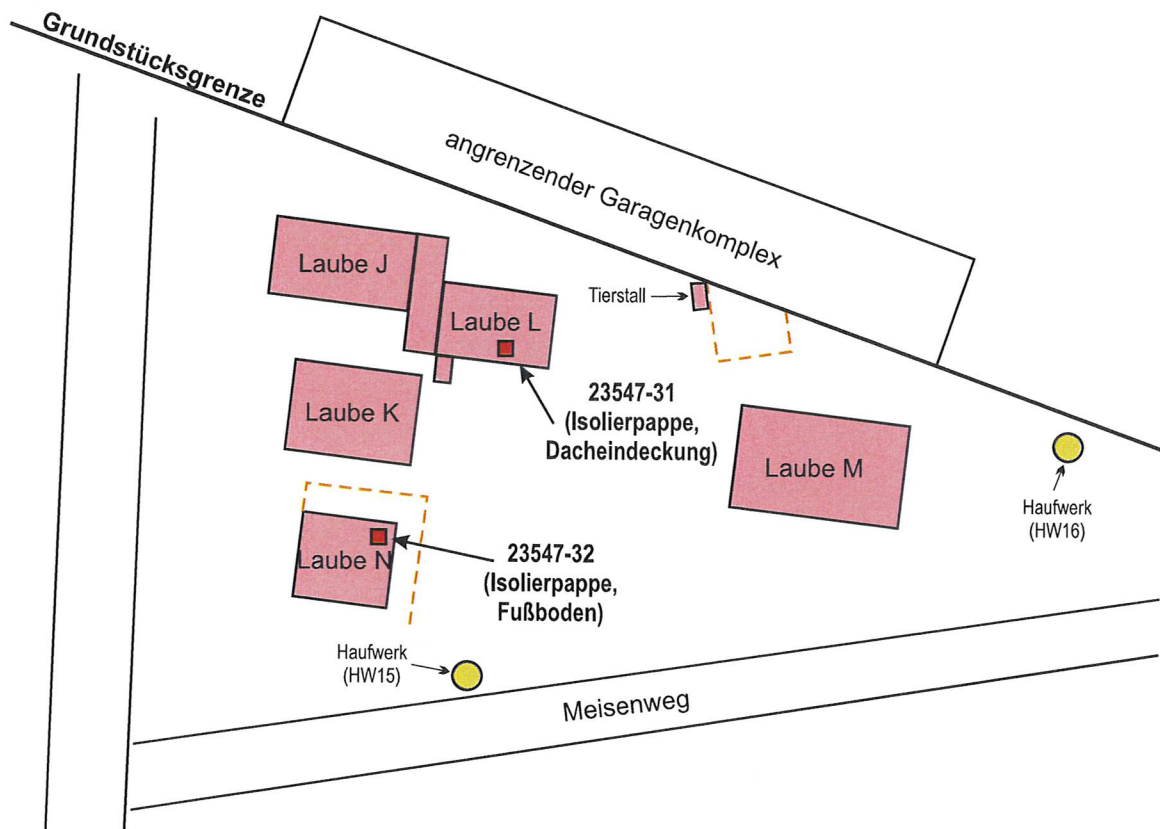 Grundstücksgrenze
angrenzender Garagenkomplex
Laube J
Laube L
Tierstall
23547-31
(Isolierpappe,
Dacheindeckung)
Laube K
Laube M
Haufwerk
(HW16)
Laube N
23547-32
(Isolierpappe,
Fußboden)
Haufwerk
(HW15)
Meisenweg